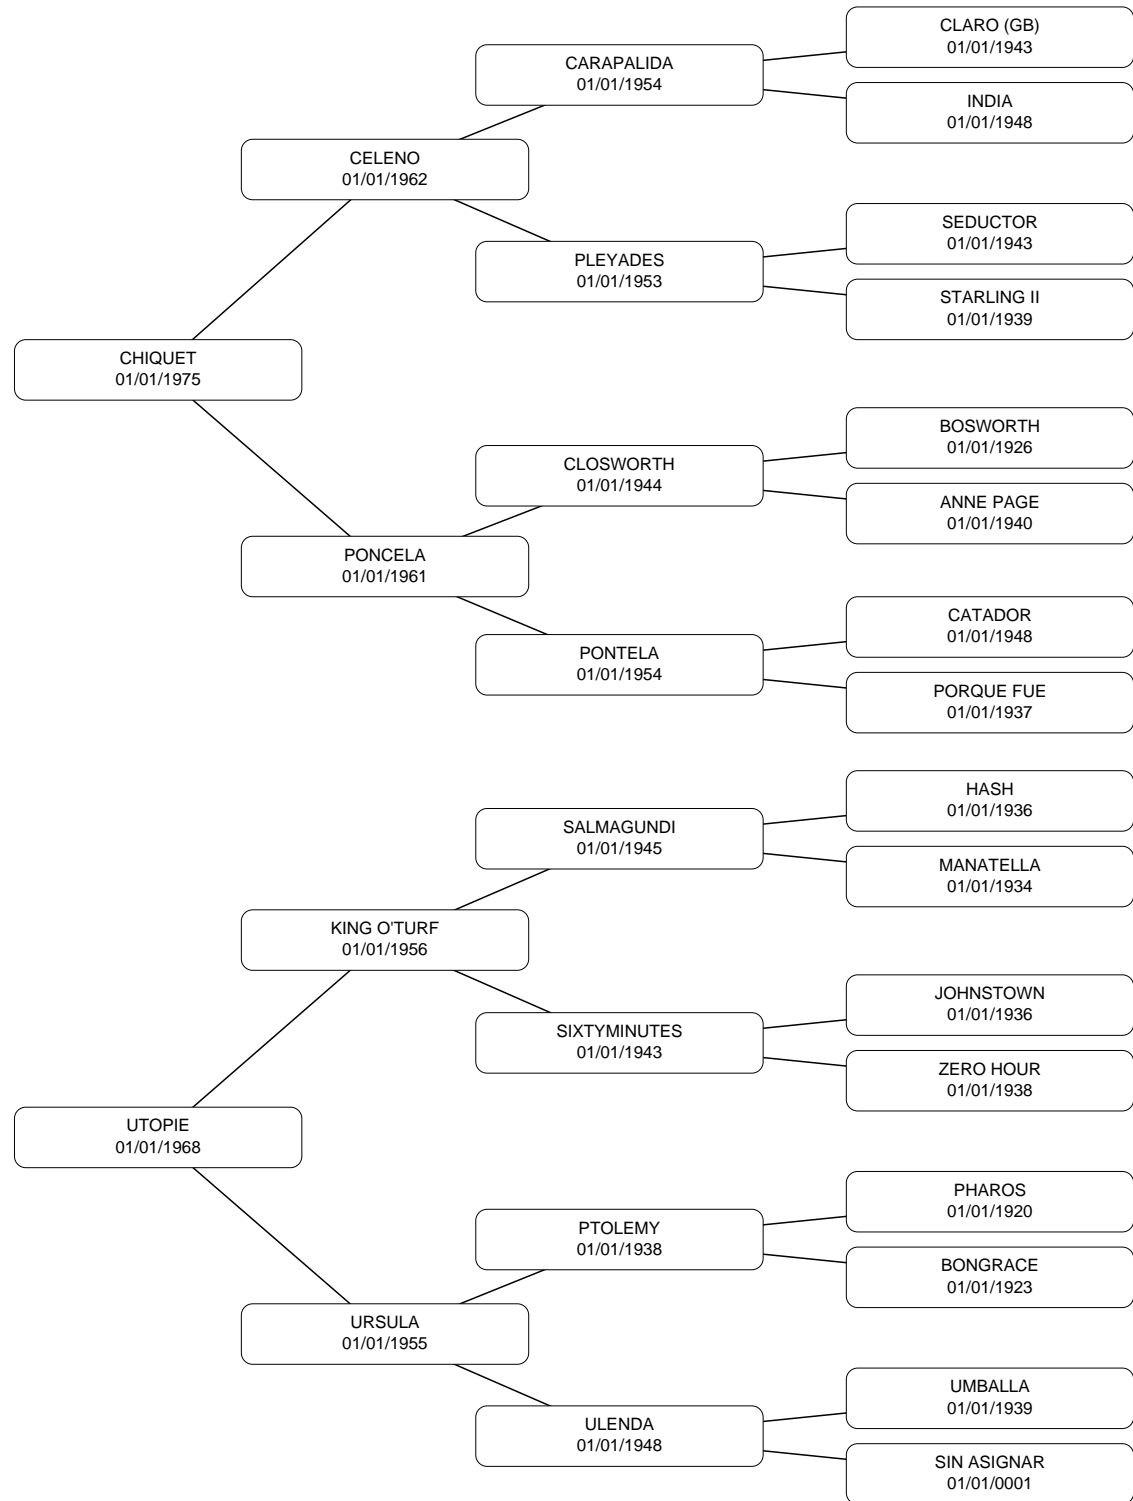 CLARO (GB)
01/01/1943
CARAPALIDA
01/01/1954
INDIA
01/01/1948
CELENO
01/01/1962
SEDUCTOR
01/01/1943
PLEYADES
01/01/1953
STARLING II
01/01/1939
CHIQUET
01/01/1975
BOSWORTH
01/01/1926
CLOSWORTH
01/01/1944
ANNE PAGE
01/01/1940
PONCELA
01/01/1961
CATADOR
01/01/1948
PONTELA
01/01/1954
PORQUE FUE
01/01/1937
HASH
01/01/1936
SALMAGUNDI
01/01/1945
MANATELLA
01/01/1934
KING O'TURF
01/01/1956
JOHNSTOWN
01/01/1936
SIXTYMINUTES
01/01/1943
ZERO HOUR
01/01/1938
UTOPIE
01/01/1968
PHAROS
01/01/1920
PTOLEMY
01/01/1938
BONGRACE
01/01/1923
URSULA
01/01/1955
UMBALLA
01/01/1939
ULENDA
01/01/1948
SIN ASIGNAR
01/01/0001